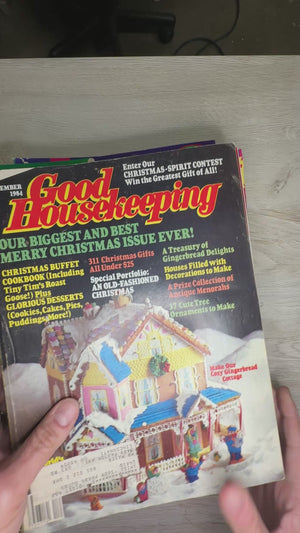 EMBER
1984
Enter Our
CHRISTMAS-SPIRIT CONTEST
Win the Greatest Gift of All!
Good
Housekeeping
OUR BIGGEST AND BEST
MERRY CHRISTMAS ISSUE EVER!
CHRISTMAS BUFFET
COOKBOOK (Including
Tiny Tim's Roast
Goose!) Plus
GLORIOUS DESSERTS
(Cookies, Cakes, Pies,
Puddings, More!)
311 Christmas Gifts
All Under $25
Special Portfolio:
AN OLD-FASHIONED
CHRISTMAS
A Treasury of
Gingerbread Delights
Houses Filled with
Decorations to Make
A Prize Collection of
Antique Menorahs
37 Cute Tree
Ornaments to Make
Make Our
Cozy Gingerbread
Cottage